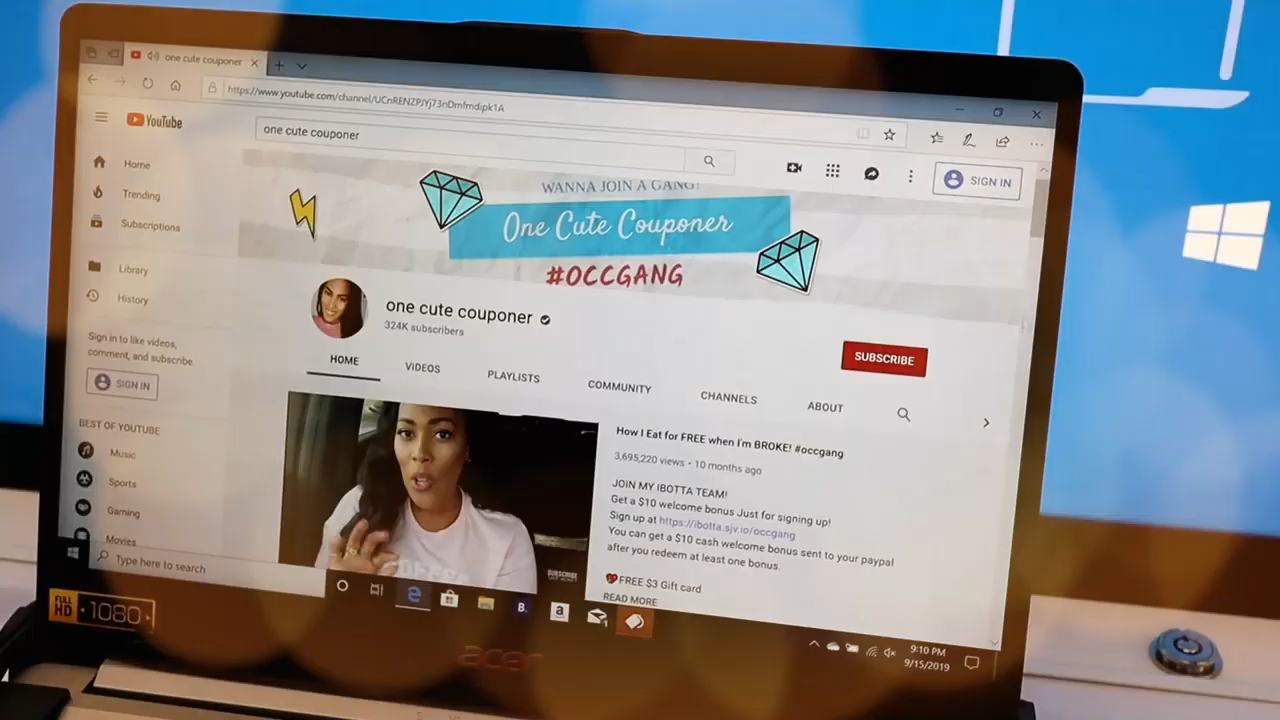 one cute couponer
https://www.youtube.com/channel/UCnRENZPJYj73nDmfmdipk1A
YouTube
one cute couponer
SIGN IN
Home
Trending
Subscriptions
Library
History
Sign in to like videos,
comment, and subscribe.
SIGN IN
BEST OF YOUTUBE
Music
Sports
Gaming
Movies
WANNA JOIN A GANG?
One Cute Couponer
#OCCGANG
one cute couponer
324K subscribers
SUBSCRIBE
HOME
VIDEOS
PLAYLISTS
COMMUNITY
CHANNELS
ABOUT
How I Eat for FREE when I'm BROKE! #occgang
3,695,220 views • 10 months ago
JOIN MY IBOTTA TEAM!
Get a $10 welcome bonus Just for signing up!
Sign up at https://ibotta.sjv.io/occgang
You can get a $10 cash welcome bonus sent to your paypal
after you redeem at least one bonus.
FREE $3 Gift card
READ MORE
SUBSCRIBE
Type here to search
B.
a
9:10 PM
9/15/2019
FULL HD 1080
acer